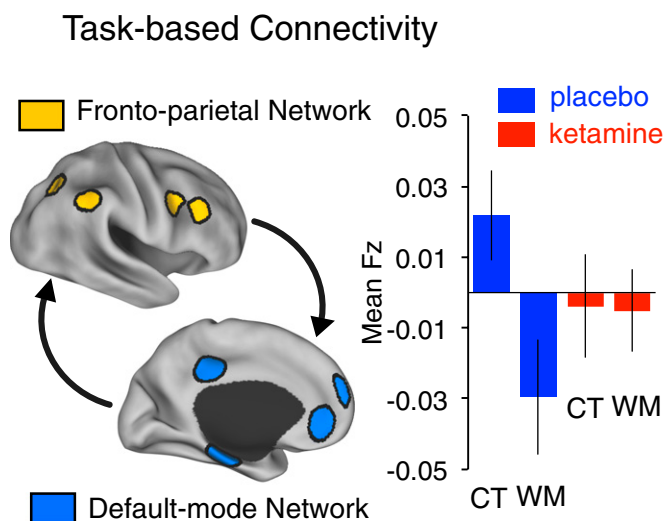 Task-based Connectivity
Fronto-parietal Network
Default-mode Network
placebo
ketamine
Mean Fz
0.05
0.03
0.01
-0.01
-0.03
-0.05
CT WM
CT WM